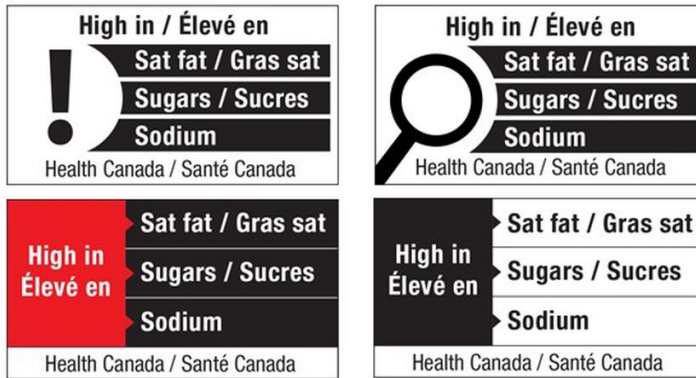 High in / Élevé en
Sat fat / Gras sat
Sugars / Sucres
Sodium
Health Canada / Santé Canada
High in / Élevé en
Sat fat / Gras sat
Sugars / Sucres
Sodium
Health Canada / Santé Canada
High in
Élevé en
Sat fat / Gras sat
Sugars / Sucres
Sodium
Health Canada / Santé Canada
High in
Élevé en
Sat fat / Gras sat
Sugars / Sucres
Sodium
Health Canada / Santé Canada